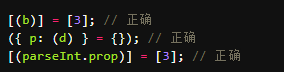 [(b)] = [3]; // 正确
({ p: (d) } = {}); // 正确
[(parseInt.prop)] = [3]; // 正确